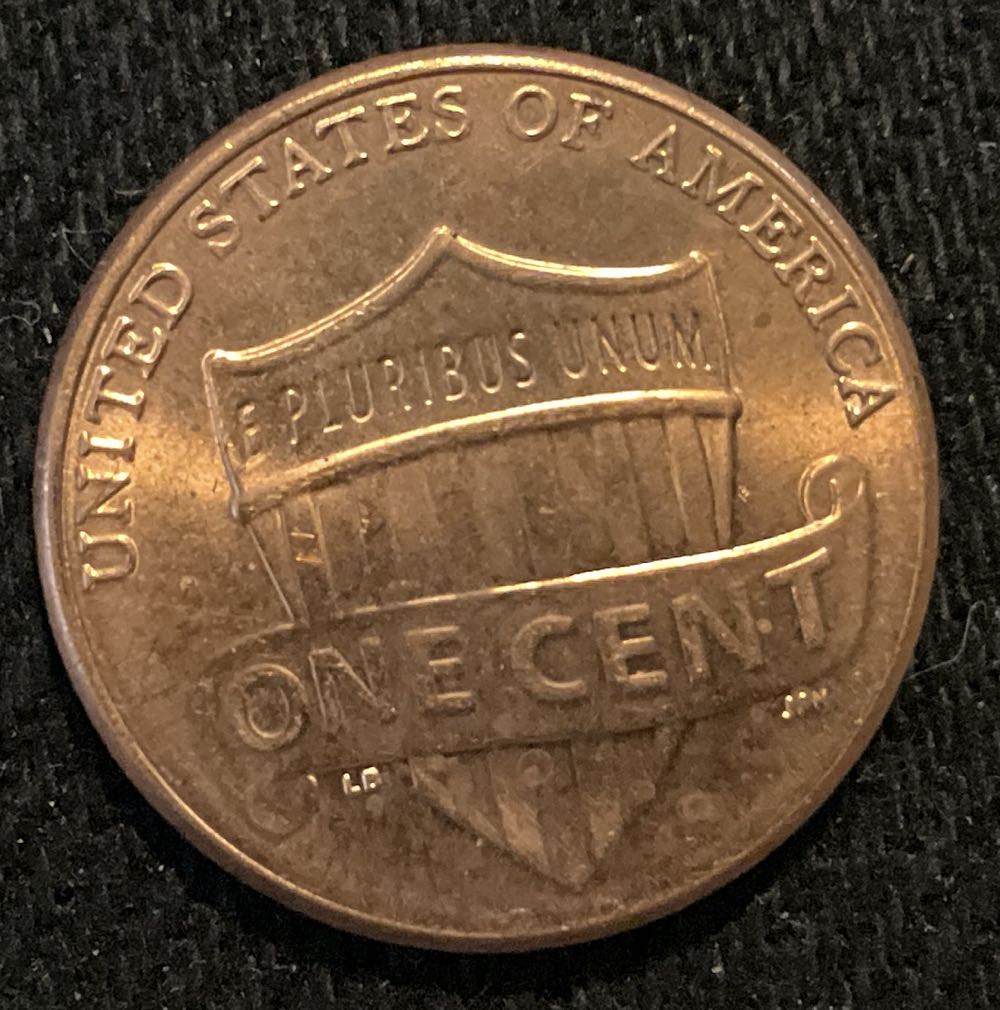 UNITED STATES OF AMERICA
E PLURIBUS UNUM
ONE CENT
LB
JFM